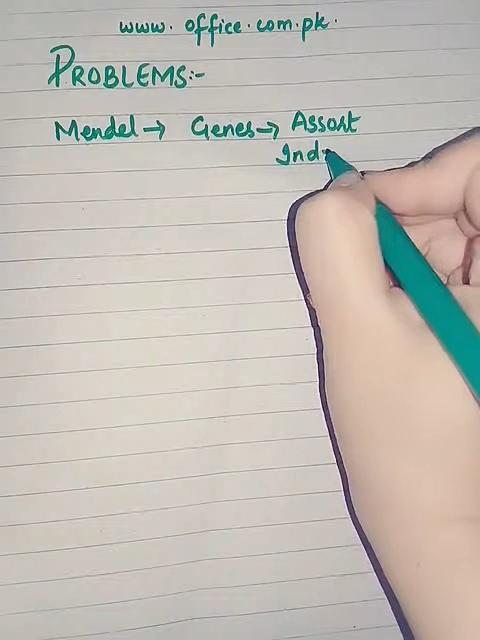 www. office.com.pk.
PROBLEMS:-
Mendel→ Genes→ Assort
Ind